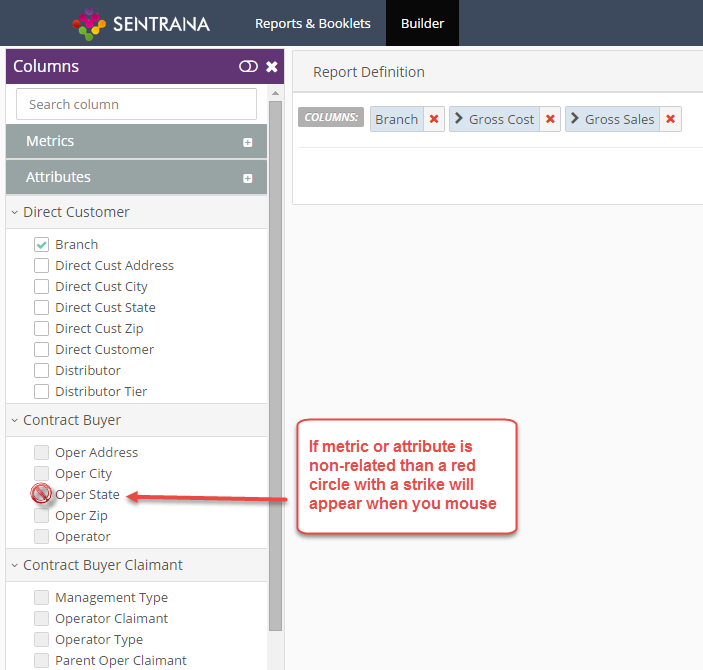 SENTRANA
Reports & Booklets
Builder
Columns
Search column
Metrics
Attributes
Direct Customer
Branch
Direct Cust Address
Direct Cust City
Direct Cust State
Direct Cust Zip
Direct Customer
Distributor
Distributor Tier
Contract Buyer
Oper Address
Oper City
Oper State
Oper Zip
Operator
Contract Buyer Claimant
Management Type
Operator Claimant
Operator Type
Parent Oper Claimant
Report Definition
COLUMNS: Branch Gross Cost Gross Sales
If metric or attribute is
non-related than a red
circle with a strike will
appear when you mouse